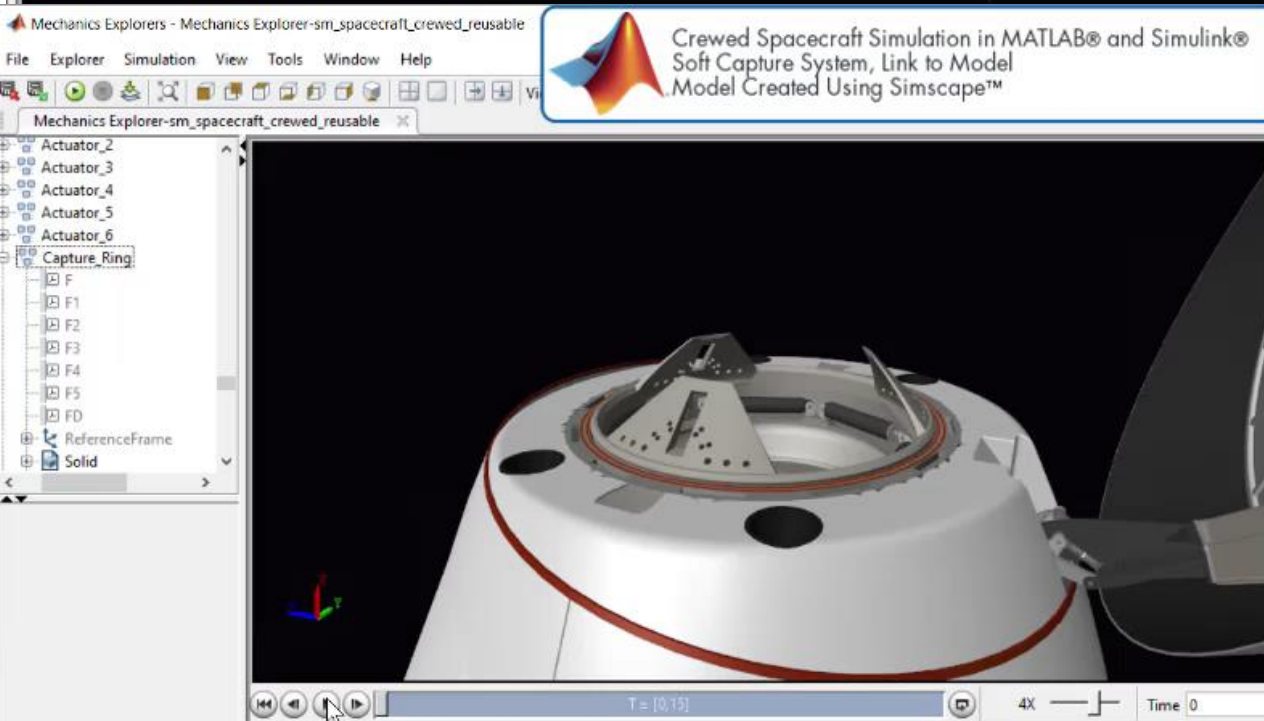 Mechanics Explorers - Mechanics Explorer-sm_spacecraft_crewed_reusable
File Explorer Simulation View Tools Window Help
Crewed Spacecraft Simulation in MATLAB® and Simulink®
Soft Capture System, Link to Model
Model Created Using Simscape™
Mechanics Explorer-sm_spacecraft_crewed_reusable
Actuator_2
Actuator_3
Actuator_4
Actuator_5
Actuator_6
Capture_Ring
F
F1
F2
F3
F4
F5
FD
ReferenceFrame
Solid
T = [0,15]
4X
Time 0